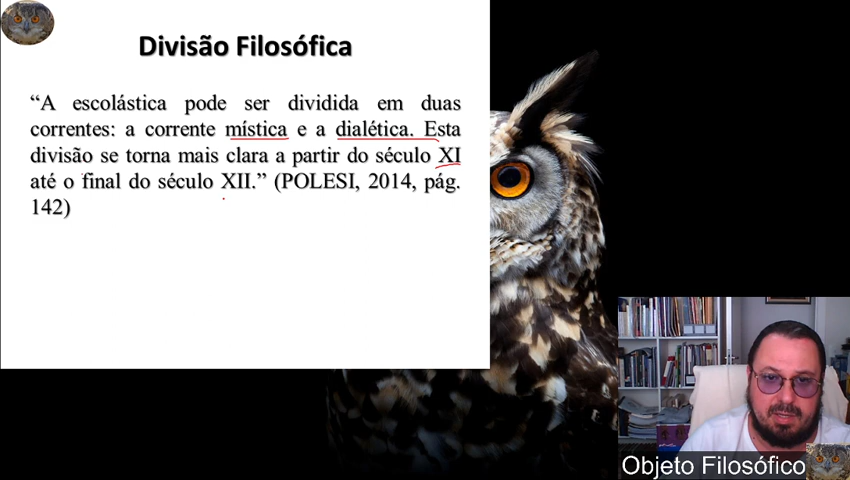 Divisão Filosófica
“A escolástica pode ser dividida em duas
correntes: a corrente mística e a dialética. Esta
divisão se torna mais clara a partir do século XI
até o final do século XII.” (POLESI, 2014, pág.
142)
Objeto Filosófico